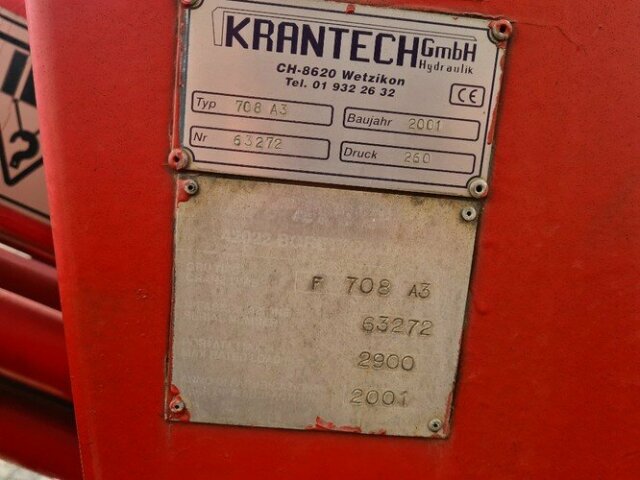 KRANTECH GmbH
Hydraulik
CH-8620 Wetzikon
Tel. 01 932 26 32
CE
Typ 708 A3
Baujahr 2001
Nr 63272
Druck 260
F 708 A3
63272
2900
2001